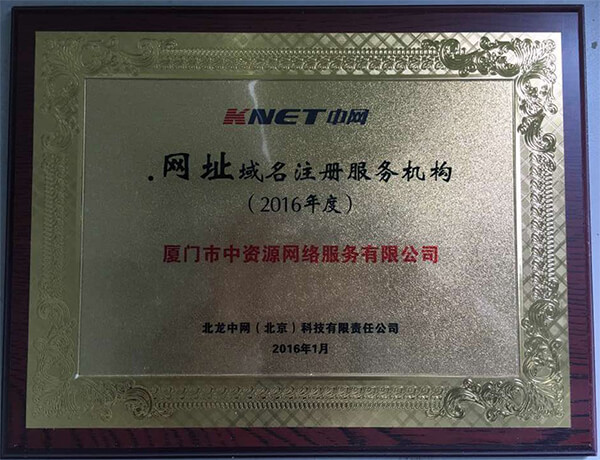 KNET中网
.网址域名注册服务机构
(2016年度)
厦门市中资源网络服务有限公司
北龙中网(北京)科技有限责任公司
2016年1月